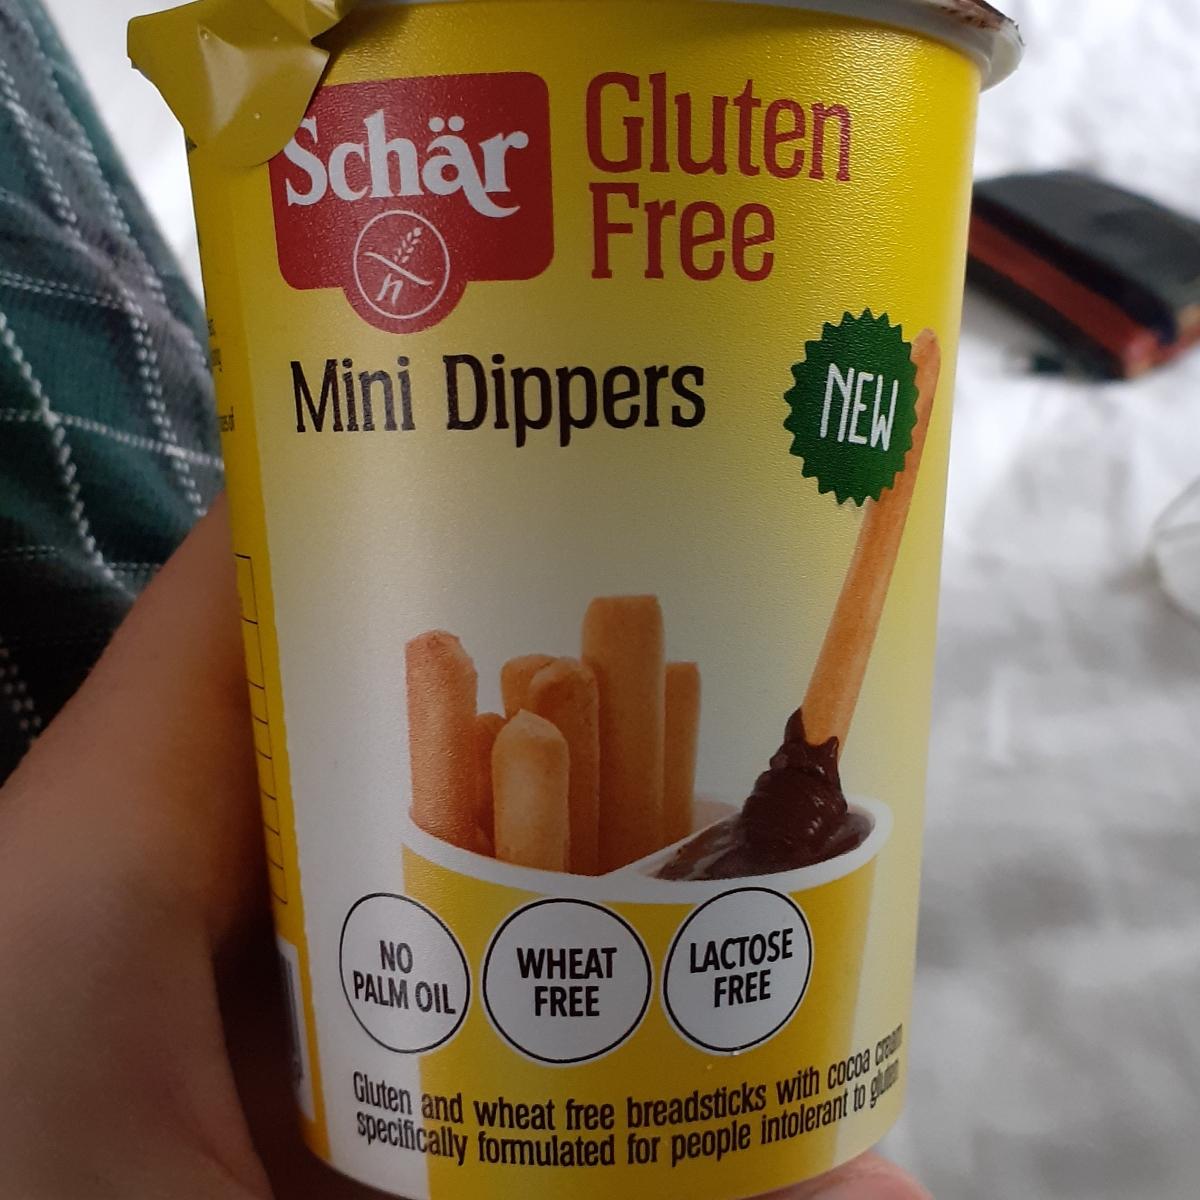 Schär
Gluten
Free
Mini Dippers
NEW
NO
PALM OIL
WHEAT
FREE
LACTOSE
FREE
Gluten and wheat free breadsticks with cocoa cream
specifically formulated for people intolerant to gluten